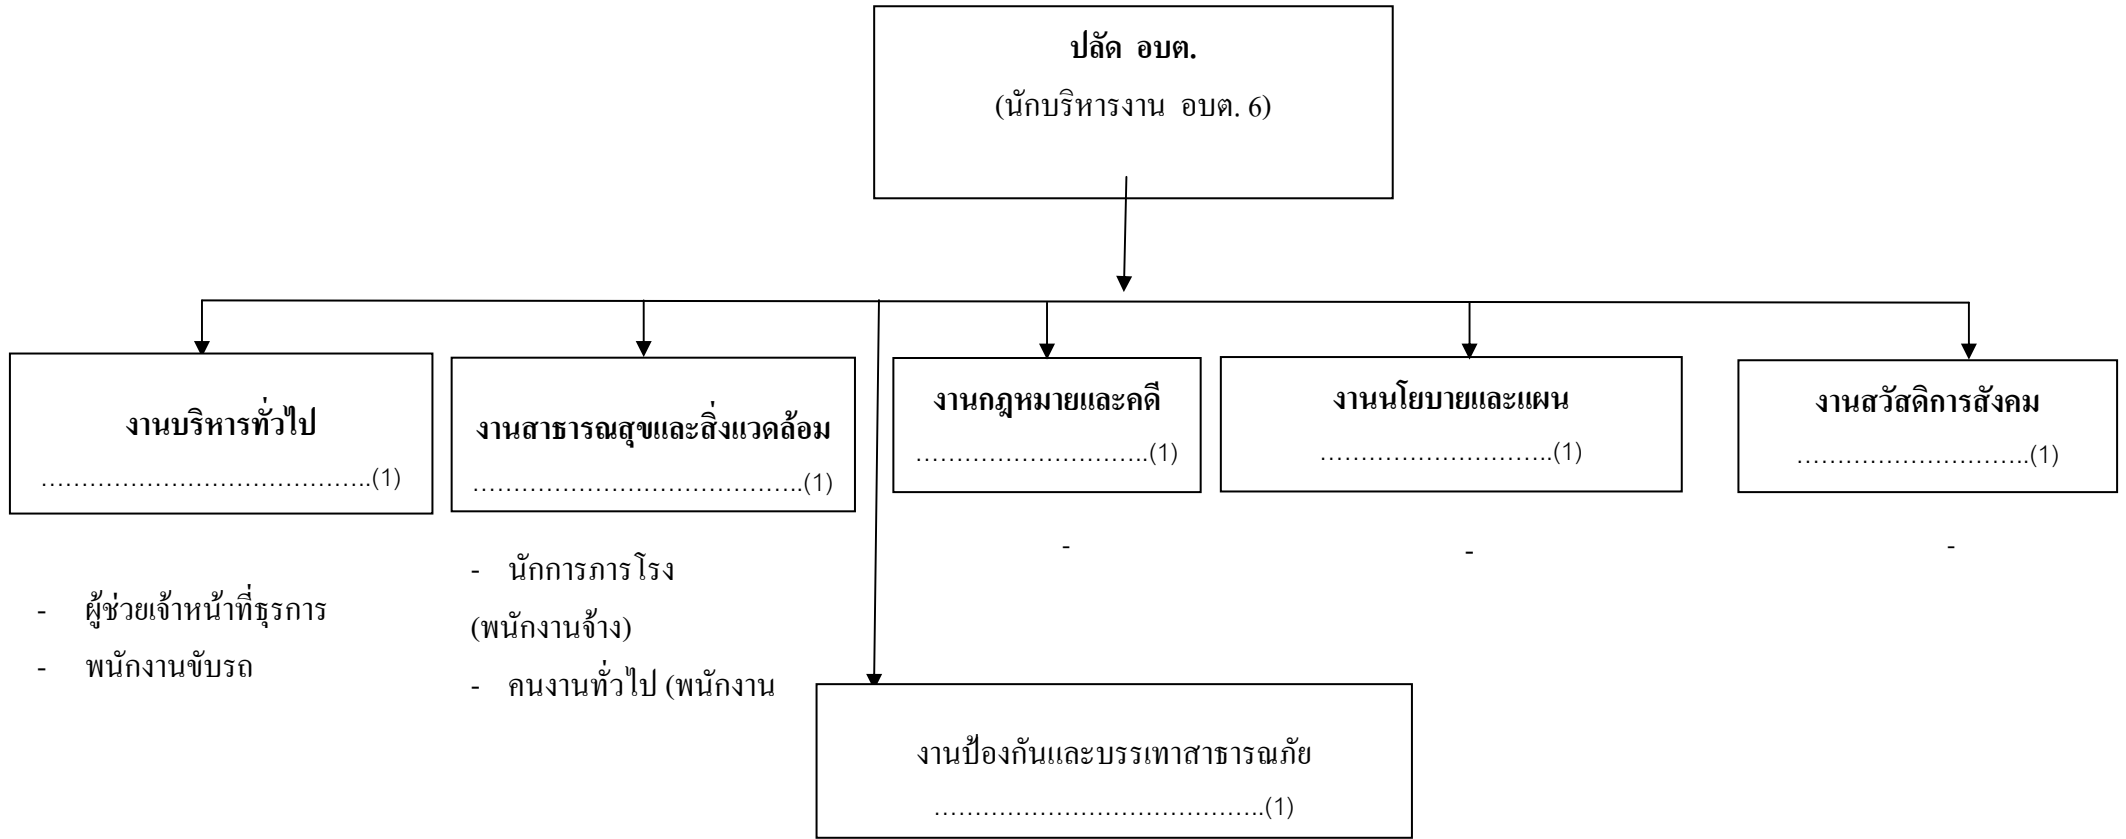 ปลัด อบต.
(นักบริหารงาน อบต. 6)
งานบริหารทั่วไป
…………………………………..(1)
งานสาธารณสุขและสิ่งแวดล้อม
…………………………………..(1)
งานกฎหมายและคดี
………………………..(1)
งานนโยบายและแผน
………………………..(1)
งานสวัสดิการสังคม
………………………..(1)
- ผู้ช่วยเจ้าหน้าที่ธุรการ
- พนักงานขับรถ
- นักการภารโรง
(พนักงานจ้าง)
- คนงานทั่วไป (พนักงาน
-
-
-
งานป้องกันและบรรเทาสาธารณภัย
…………………………………..(1)